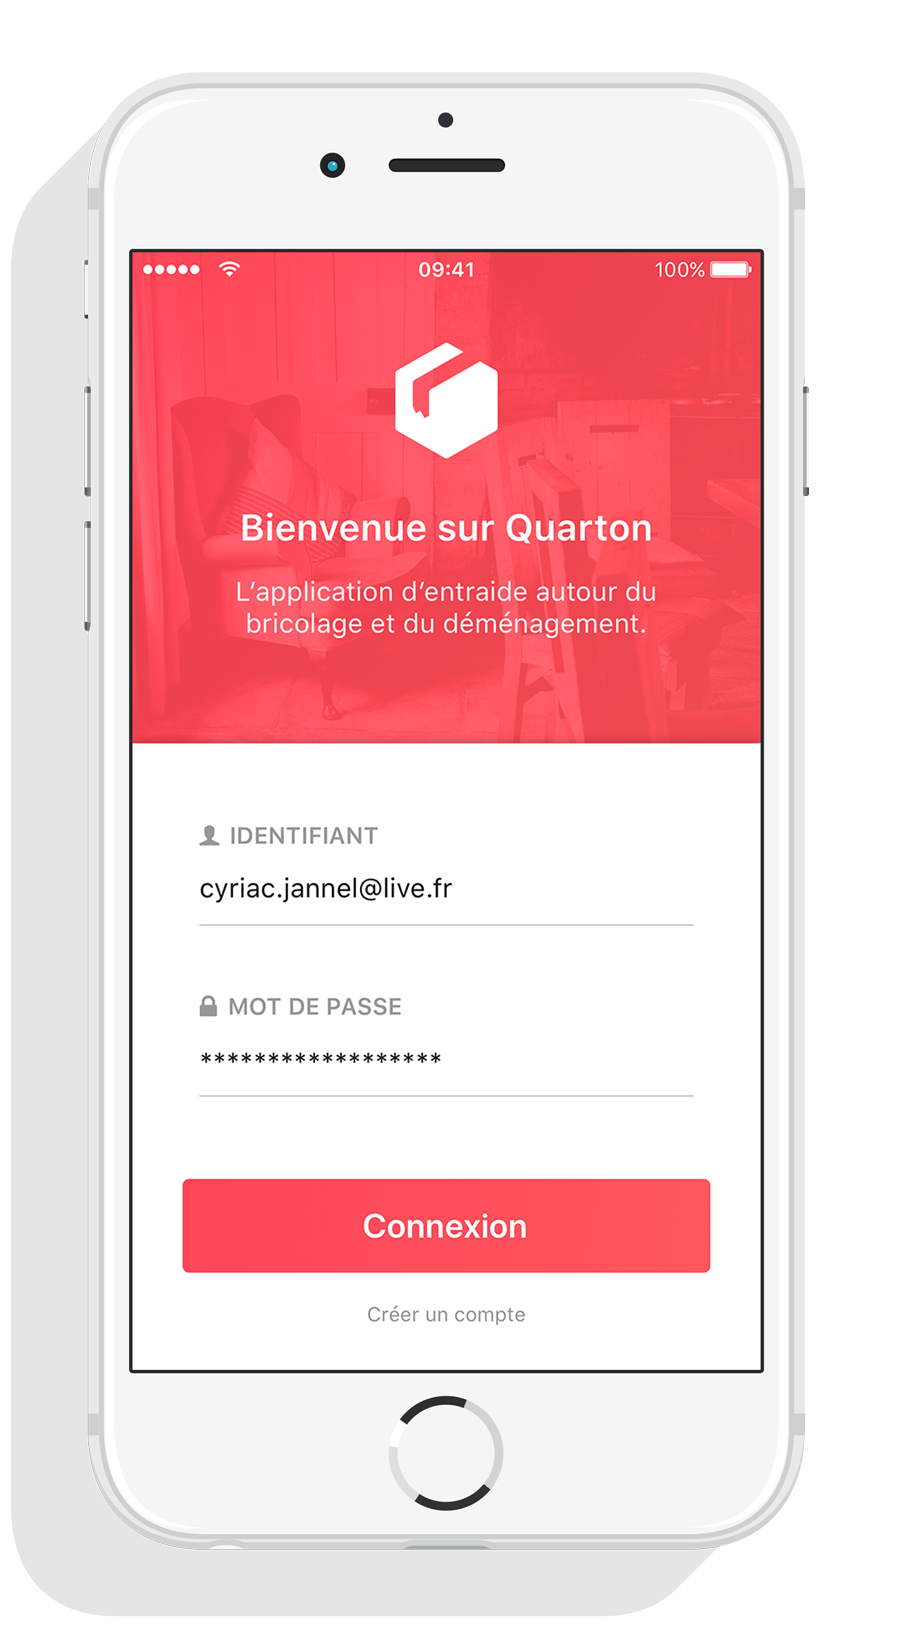 09:41
100%
Bienvenue sur Quarton
L’application d’entraide autour du
bricolage et du déménagement.
IDENTIFIANT
cyriac.jannel@live.fr
MOT DE PASSE
******************
Connexion
Créer un compte